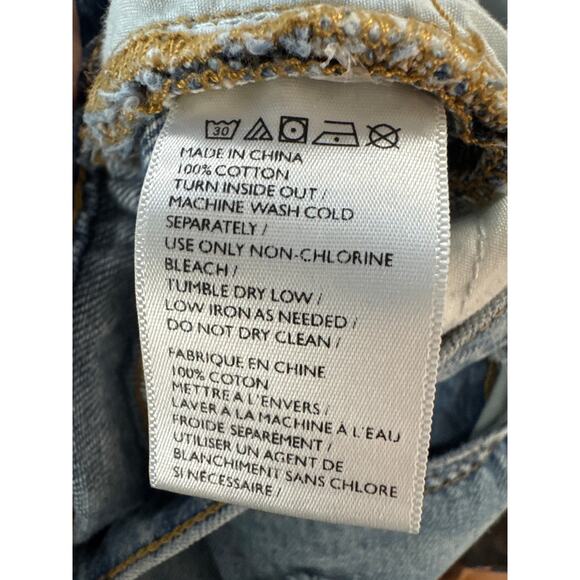 30
MADE IN CHINA
100% COTTON
TURN INSIDE OUT /
MACHINE WASH COLD
SEPARATELY /
USE ONLY NON-CHLORINE
BLEACH /
TUMBLE DRY LOW /
LOW IRON AS NEEDED /
DO NOT DRY CLEAN /
FABRIQUE EN CHINE
100% COTON
METTRE A L'ENVERS /
LAVER A LA MACHINE A L'EAU
FROIDE SEPAREMENT /
UTILISER UN AGENT DE
BLANCHIMENT SANS CHLORE
SI NÉCESSAIRE /